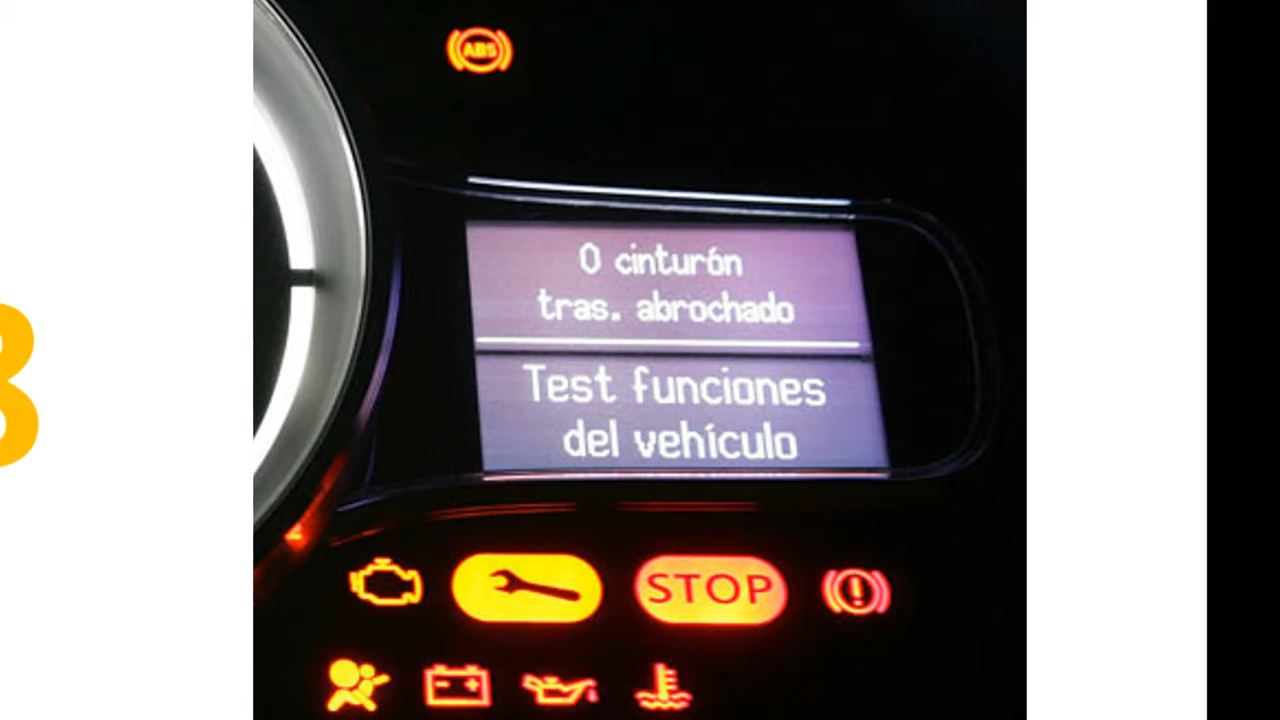 ABS
0 cinturón
tras. abrochado
Test funciones
del vehículo
STOP